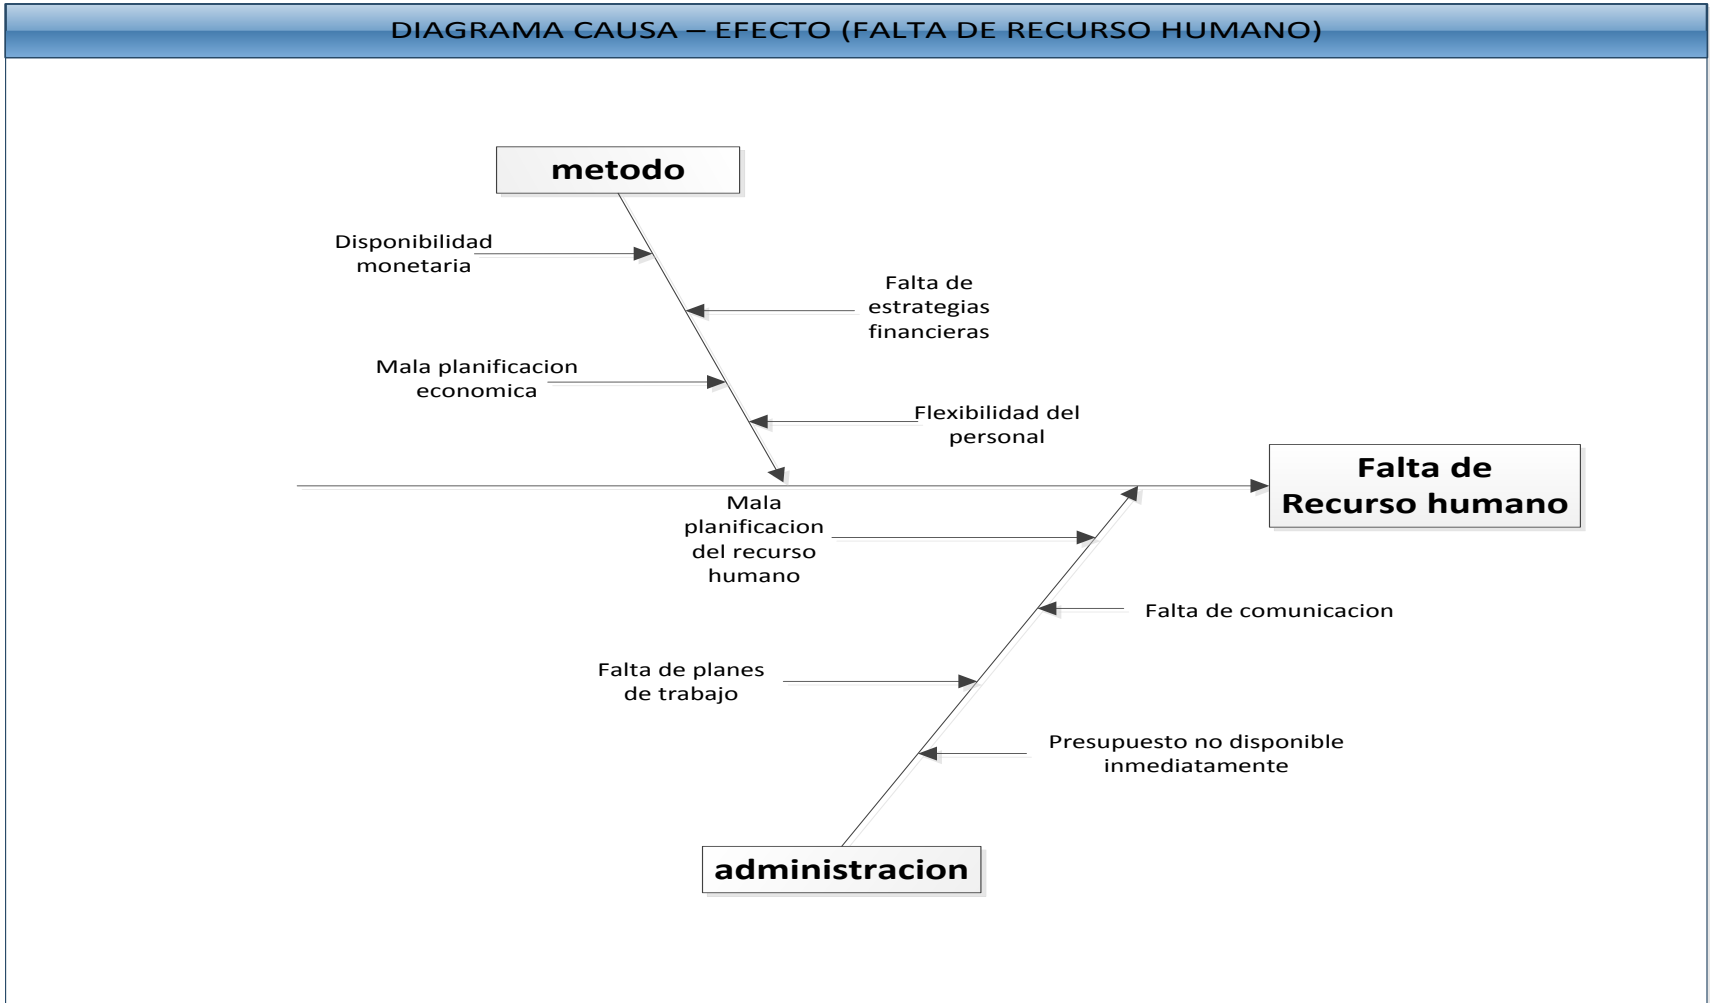 DIAGRAMA CAUSA – EFECTO (FALTA DE RECURSO HUMANO)
metodo
Disponibilidad
monetaria
Falta de
estrategias
financieras
Mala planificacion
economica
Flexibilidad del
personal
Falta de
Recurso humano
Mala
planificacion
del recurso
humano
Falta de comunicacion
Falta de planes
de trabajo
Presupuesto no disponible
inmediatamente
administracion